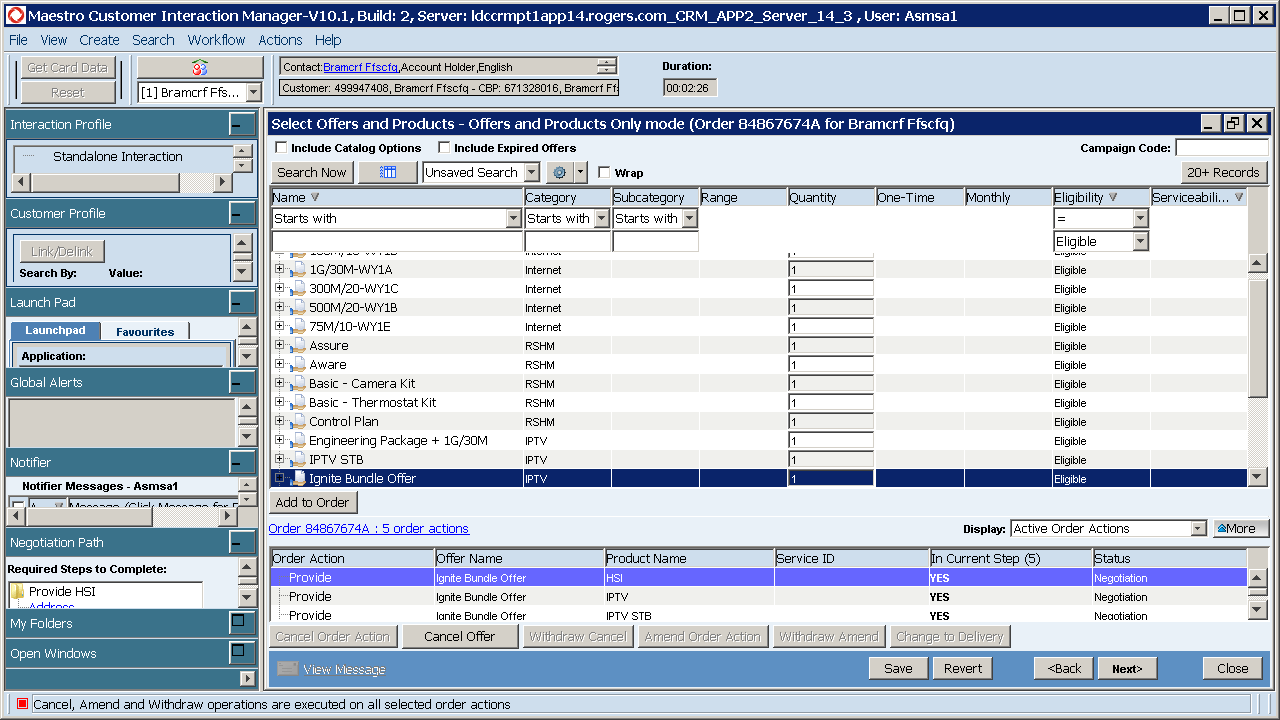 Maestro Customer Interaction Manager-V10.1, Build: 2, Server: ldccrmpt1app14.rogers.com_CRM_APP2_Server_14_3 , User: Asmsa1
File View Create Search Workflow Actions Help
Get Card Data
Reset
[1] Bramcrf Ffs...
Contact:Bramcrf Ffscfq,Account Holder,English
Customer: 499947408, Bramcrf Ffscfq - CBP: 671328016, Bramcrf Ff
Duration:
00:02:26
Interaction Profile
Standalone Interaction
Customer Profile
Link/Delink
Search By: Value:
Launch Pad
Launchpad Favourites
Application:
Global Alerts
Notifier
Notifier Messages - Asmsa1
Negotiation Path
Required Steps to Complete:
Provide HSI
Address
My Folders
Open Windows
Select Offers and Products - Offers and Products Only mode (Order 84867674A for Bramcrf Ffscfq)
Include Catalog Options Include Expired Offers Campaign Code:
Search Now Unsaved Search Wrap 20+ Records
Name Category Subcategory Range Quantity One-Time Monthly Eligibility Serviceabili...
Starts with Starts with Starts with =
Eligible
1G/30M-WY1A Internet 1 Eligible
300M/20-WY1C Internet 1 Eligible
500M/20-WY1B Internet 1 Eligible
75M/10-WY1E Internet 1 Eligible
Assure RSHM 1 Eligible
Aware RSHM 1 Eligible
Basic - Camera Kit RSHM 1 Eligible
Basic - Thermostat Kit RSHM 1 Eligible
Control Plan RSHM 1 Eligible
Engineering Package + 1G/30M IPTV 1 Eligible
IPTV STB IPTV 1 Eligible
Ignite Bundle Offer IPTV 1 Eligible
Add to Order
Order 84867674A : 5 order actions Display: Active Order Actions More
Order Action Offer Name Product Name Service ID In Current Step (5) Status
Provide Ignite Bundle Offer HSI YES Negotiation
Provide Ignite Bundle Offer IPTV YES Negotiation
Provide Ignite Bundle Offer IPTV STB YES Negotiation
Cancel Order Action Cancel Offer Withdraw Cancel Amend Order Action Withdraw Amend Change to Delivery
View Message Save Revert <Back Next> Close
Cancel, Amend and Withdraw operations are executed on all selected order actions